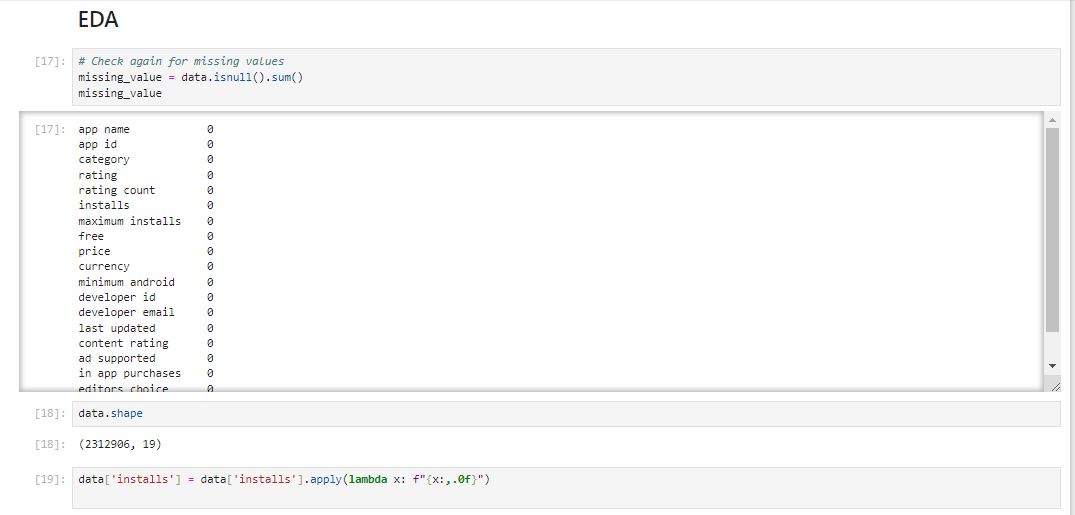 EDA
[17]: # Check again for missing values
missing_value = data.isnull().sum()
missing_value
[17]: app name 0
app id 0
category 0
rating 0
rating count 0
installs 0
maximum installs 0
free 0
price 0
currency 0
minimum android 0
developer id 0
developer email 0
last updated 0
content rating 0
ad supported 0
in app purchases 0
editors choice 0
[18]: data.shape
[18]: (2312906, 19)
[19]: data['installs'] = data['installs'].apply(lambda x: f"{x:,.0f}")